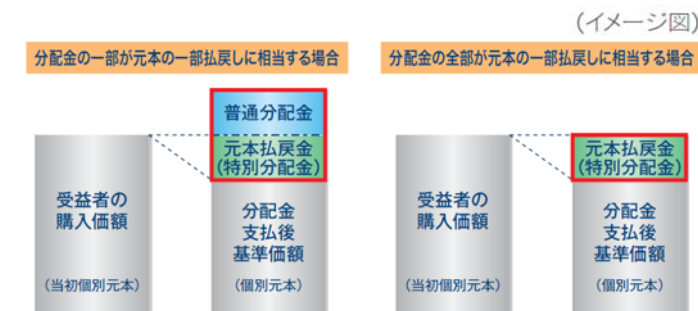 (イメージ図)
分配金の一部が元本の一部払戻しに相当する場合
普通分配金
元本払戻金
(特別分配金)
受益者の
購入価額
(当初個別元本)
分配金
支払後
基準価額
(個別元本)
分配金の全部が元本の一部払戻しに相当する場合
元本払戻金
(特別分配金)
受益者の
購入価額
(当初個別元本)
分配金
支払後
基準価額
(個別元本)